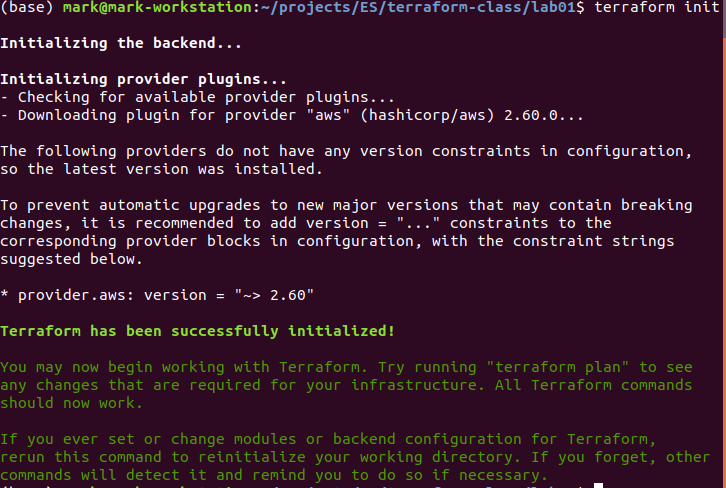 (base) mark@mark-workstation:~/projects/ES/terraform-class/lab01$ terraform init
Initializing the backend...
Initializing provider plugins...
- Checking for available provider plugins...
- Downloading plugin for provider "aws" (hashicorp/aws) 2.60.0...
The following providers do not have any version constraints in configuration,
so the latest version was installed.
To prevent automatic upgrades to new major versions that may contain breaking
changes, it is recommended to add version = "..." constraints to the
corresponding provider blocks in configuration, with the constraint strings
suggested below.
* provider.aws: version = "~> 2.60"
Terraform has been successfully initialized!
You may now begin working with Terraform. Try running "terraform plan" to see
any changes that are required for your infrastructure. All Terraform commands
should now work.
If you ever set or change modules or backend configuration for Terraform,
rerun this command to reinitialize your working directory. If you forget, other
commands will detect it and remind you to do so if necessary.